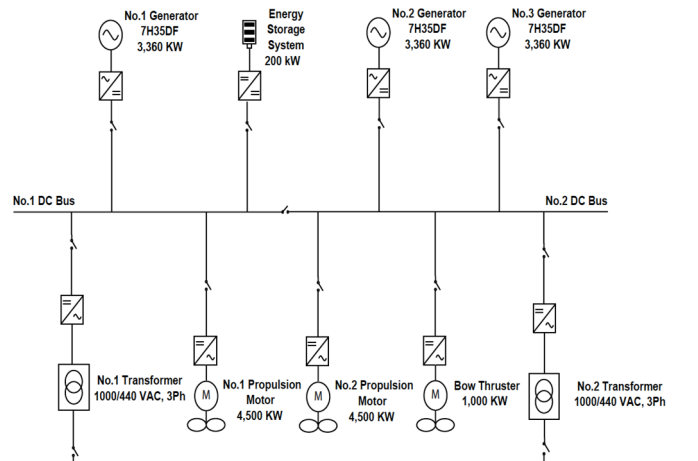 No.1 Generator
7H35DF
3,360 KW
Energy
Storage
System
200 kW
No.2 Generator
7H35DF
3,360 KW
No.3 Generator
7H35DF
3,360 KW
No.1 DC Bus
No.2 DC Bus
No.1 Transformer
1000/440 VAC, 3Ph
M
No.1 Propulsion
Motor
4,500 KW
M
No.2 Propulsion
Motor
4,500 KW
M
Bow Thruster
1,000 KW
No.2 Transformer
1000/440 VAC, 3Ph